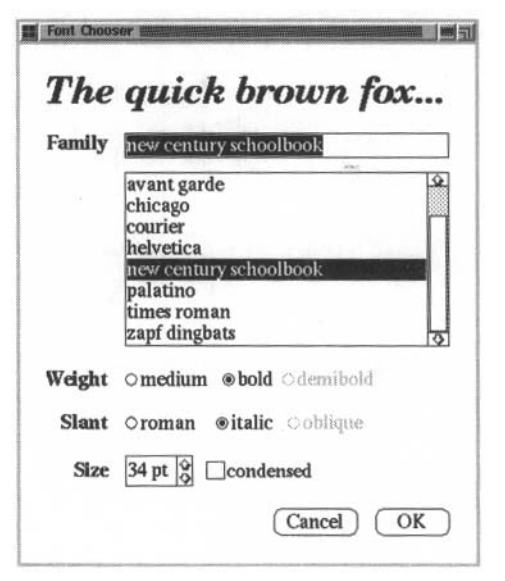 Font Chooser
The quick brown fox...
Family new century schoolbook
avant garde
chicago
courier
helvetica
new century schoolbook
palatino
times roman
zapf dingbats
Weight medium bold demibold
Slant roman italic oblique
Size 34 pt condensed
Cancel OK